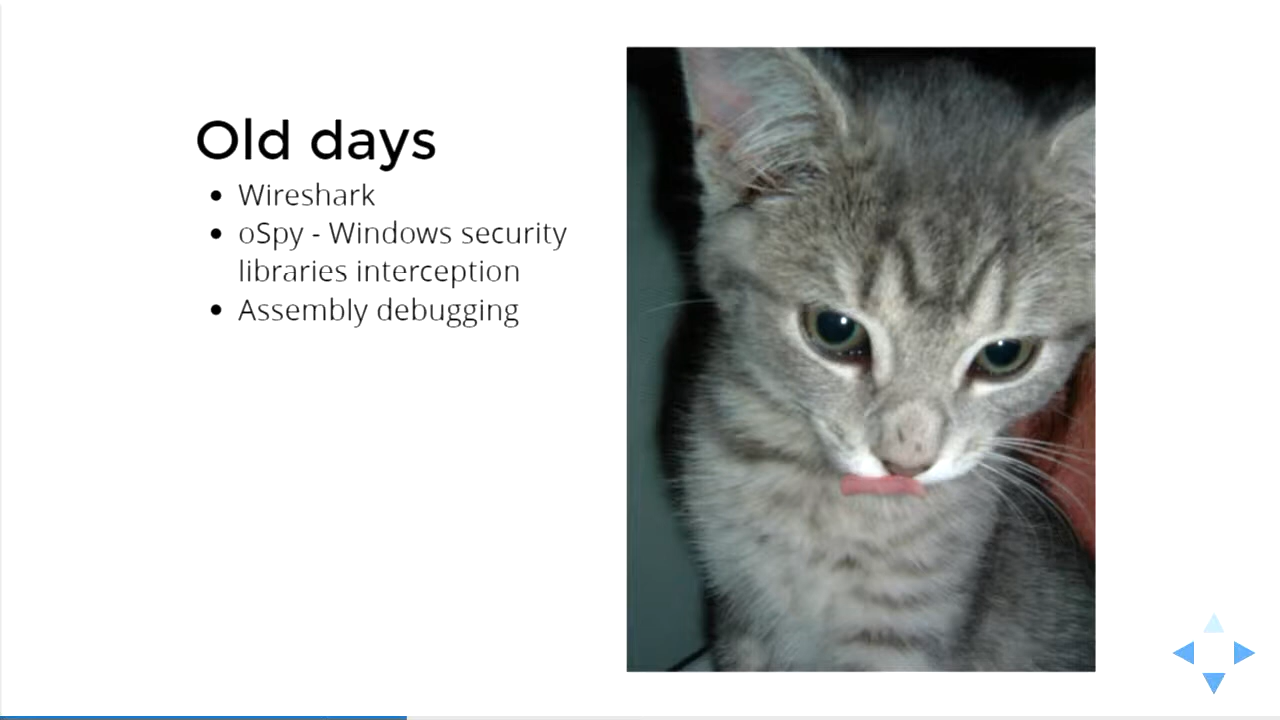 Old days
Wireshark
oSpy - Windows security
libraries interception
Assembly debugging